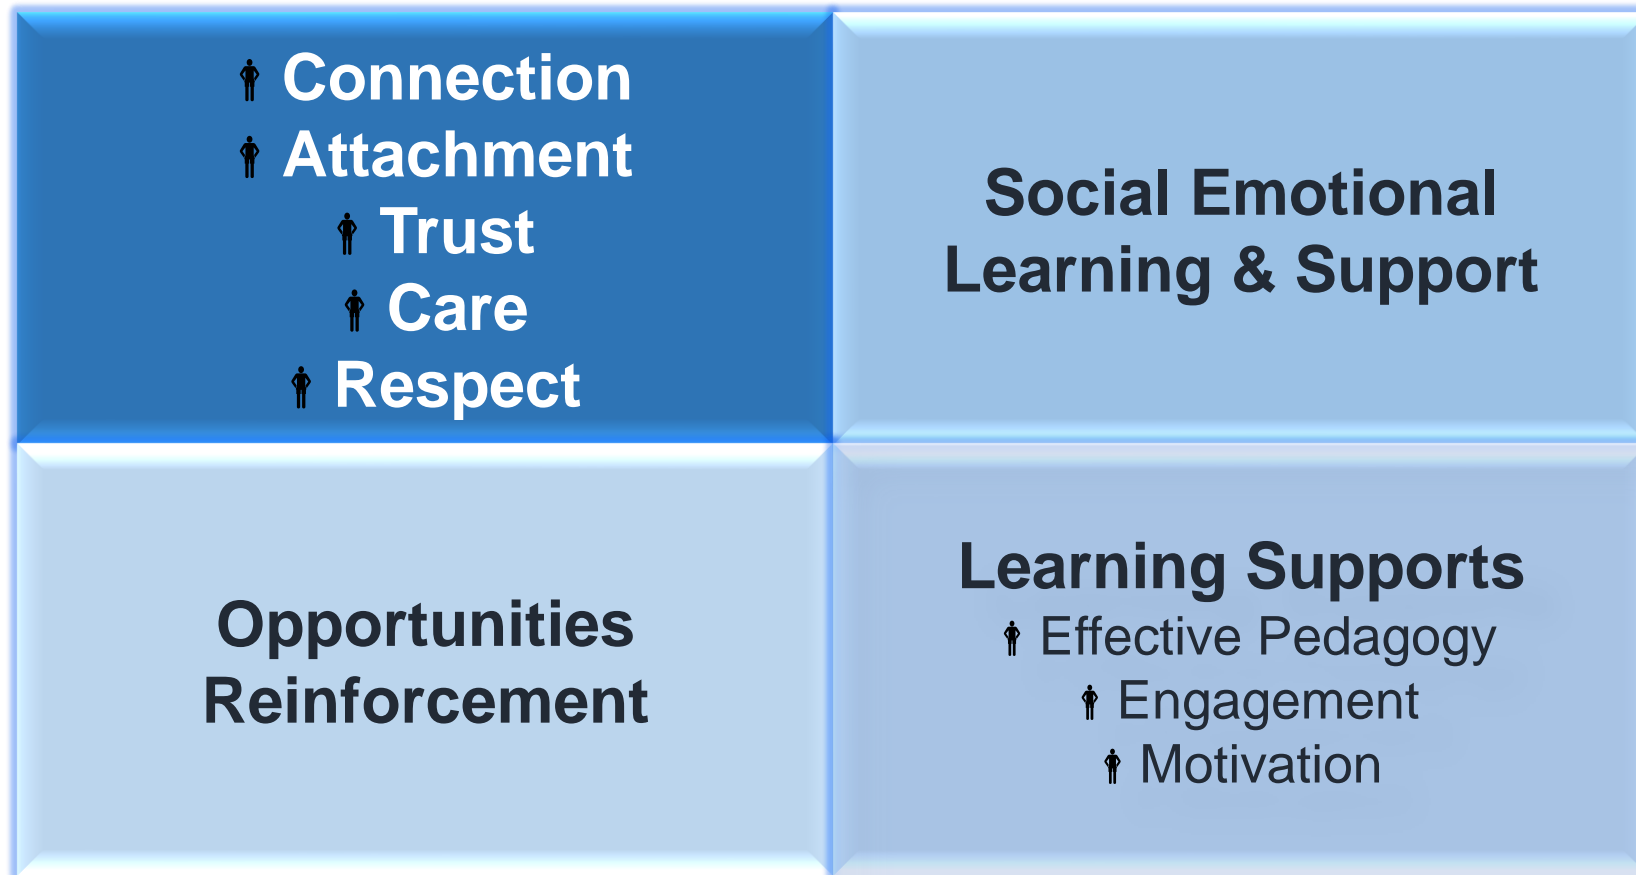 Connection
Attachment
Trust
Care
Respect
Social Emotional
Learning & Support
Opportunities
Reinforcement
Learning Supports
Effective Pedagogy
Engagement
Motivation